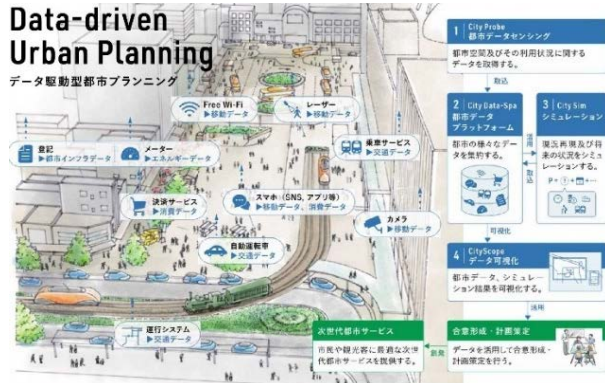 Data-driven
Urban Planning
データ駆動型都市プランニング
Free Wi-Fi
▶移動データ
レーザー
▶移動データ
登記
▶都市インフラデータ
メーター
▶エネルギーデータ
乗車サービス
▶交通データ
決済サービス
▶消費データ
スマホ（SNS, アプリ等）
▶移動データ、消費データ
カメラ
▶移動データ
自動運転車
▶交通データ
運行システム
▶交通データ
1 | City Probe
都市データセンシング
都市空間及びその利用状況に関する
データを取得する。
取込
2 | City Data-Spa
都市データ
プラットフォーム
都市の様々なデー
タを集約する。
活用
取込
3 | City Sim
シミュレーション
現況再現及び将
来の状況をシミュ
レーションする。
可視化
4 | CityScope
データ可視化
都市データ、シミュレー
ション結果を可視化する。
活用
次世代都市サービス
市民や観光客に最適な次世
代都市サービスを提供する。
合意形成・計画策定
データを活用して合意形成・
計画策定を行う。